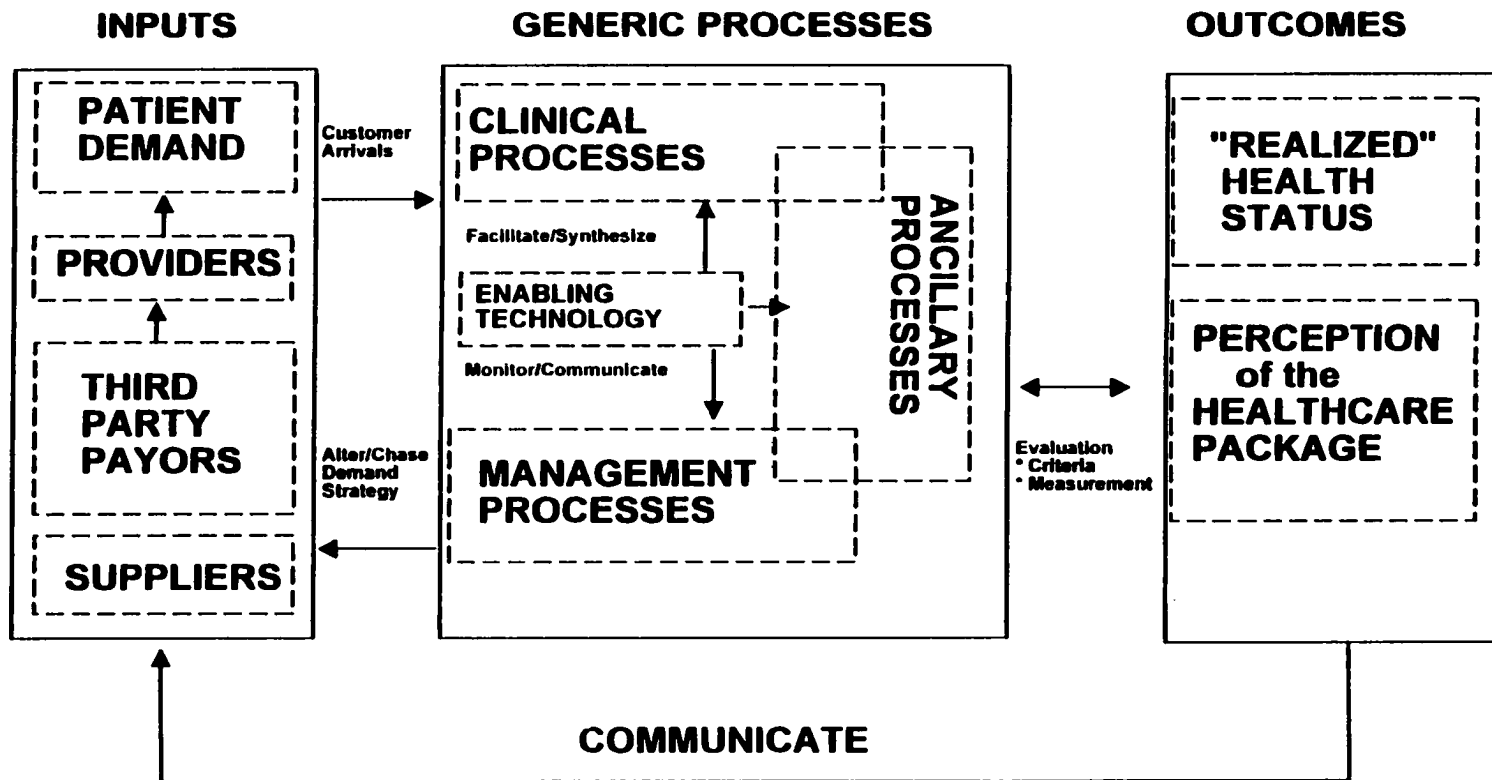 INPUTS
GENERIC PROCESSES
OUTCOMES
PATIENT
DEMAND
PROVIDERS
THIRD
PARTY
PAYORS
SUPPLIERS
Customer
Arrivals
Alter/Chase
Demand
Strategy
CLINICAL
PROCESSES
Facilitate/Synthesize
ENABLING
TECHNOLOGY
Monitor/Communicate
MANAGEMENT
PROCESSES
ANCILLARY
PROCESSES
Evaluation
* Criteria
* Measurement
"REALIZED"
HEALTH
STATUS
PERCEPTION
of the
HEALTHCARE
PACKAGE
COMMUNICATE